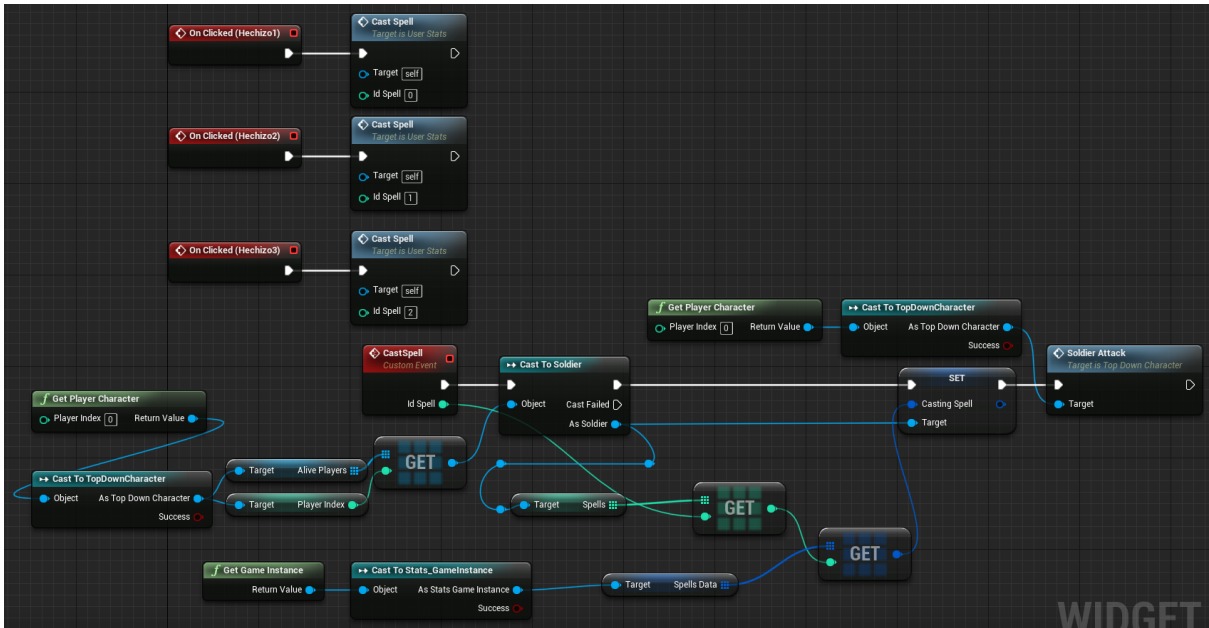 On Clicked (Hechizo1)
Cast Spell
Target is User Stats
Target self
Id Spell 0
On Clicked (Hechizo2)
Cast Spell
Target is User Stats
Target self
Id Spell 1
On Clicked (Hechizo3)
Cast Spell
Target is User Stats
Target self
Id Spell 2
Get Player Character
Player Index 0 Return Value
Cast To TopDownCharacter
Object As Top Down Character
Success
CastSpell
Custom Event
Id Spell
Cast To Soldier
Object Cast Failed
As Soldier
SET
Casting Spell
Target
Soldier Attack
Target is Top Down Character
Target
Get Player Character
Player Index 0 Return Value
Cast To TopDownCharacter
Object As Top Down Character
Success
Target Alive Players
Target Player Index
GET
Target Spells
GET
GET
Get Game Instance
Return Value
Cast To Stats_GameInstance
Object As Stats Game Instance
Success
Target Spells Data
WIDGET